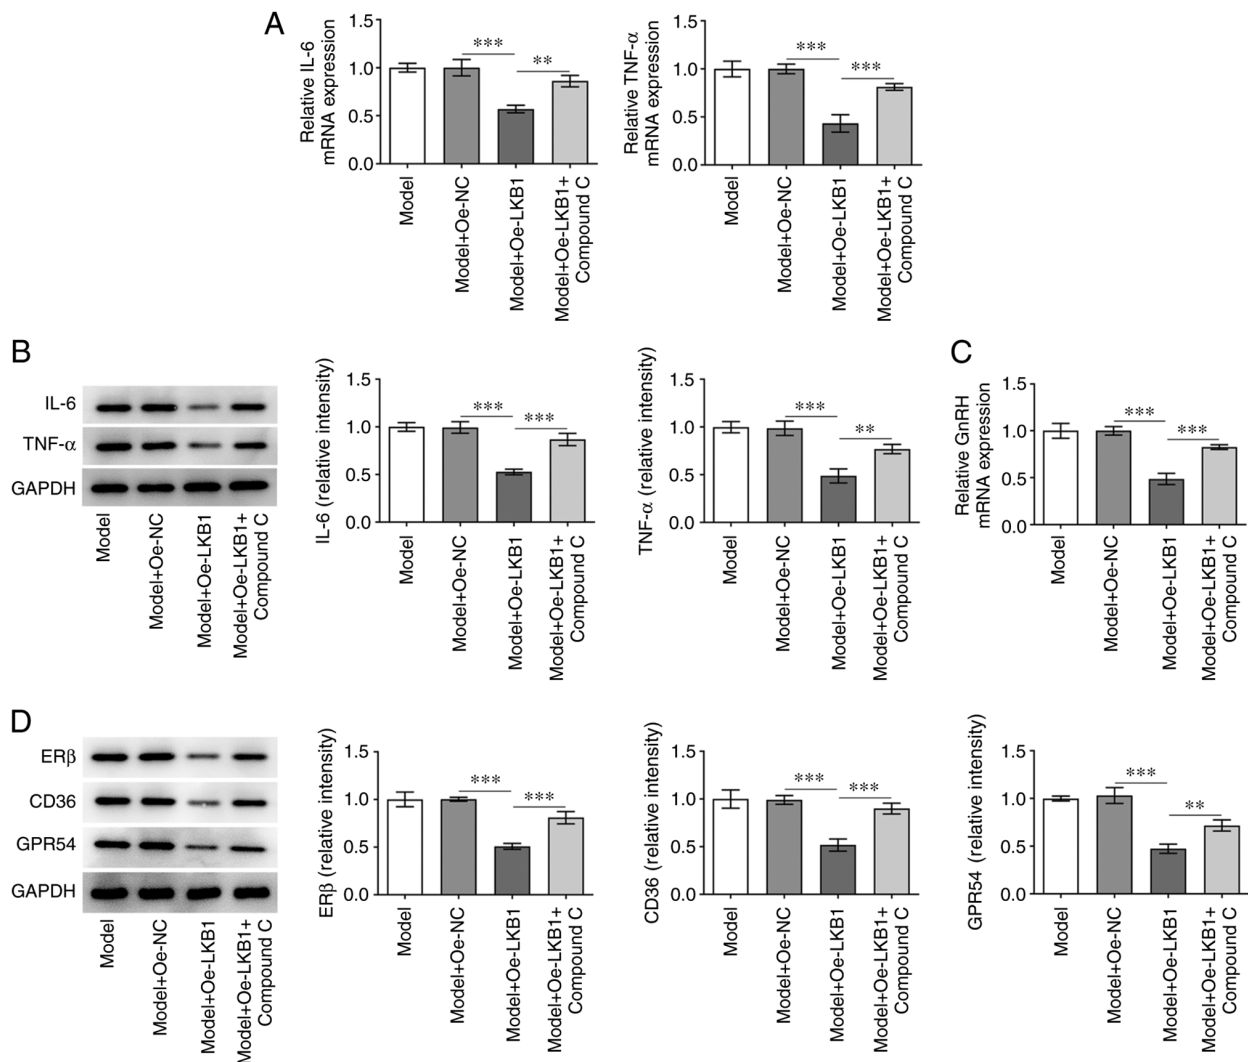 A
Relative IL-6
mRNA expression
1.5
1.0
0.5
0.0
***
**
Model
Model+Oe-NC
Model+Oe-LKB1
Model+Oe-LKB1+
Compound C
Relative TNF-α
mRNA expression
1.5
1.0
0.5
0.0
***
***
Model
Model+Oe-NC
Model+Oe-LKB1
Model+Oe-LKB1+
Compound C
B
IL-6
TNF-α
GAPDH
Model
Model+Oe-NC
Model+Oe-LKB1
Model+Oe-LKB1+
Compound C
IL-6 (relative intensity)
1.5
1.0
0.5
0.0
***
***
Model
Model+Oe-NC
Model+Oe-LKB1
Model+Oe-LKB1+
Compound C
TNF-α (relative intensity)
1.5
1.0
0.5
0.0
***
**
Model
Model+Oe-NC
Model+Oe-LKB1
Model+Oe-LKB1+
Compound C
C
Relative GnRH
mRNA expression
1.5
1.0
0.5
0.0
***
***
Model
Model+Oe-NC
Model+Oe-LKB1
Model+Oe-LKB1+
Compound C
D
ERβ
CD36
GPR54
GAPDH
Model
Model+Oe-NC
Model+Oe-LKB1
Model+Oe-LKB1+
Compound C
ERβ (relative intensity)
1.5
1.0
0.5
0.0
***
***
Model
Model+Oe-NC
Model+Oe-LKB1
Model+Oe-LKB1+
Compound C
CD36 (relative intensity)
1.5
1.0
0.5
0.0
***
***
Model
Model+Oe-NC
Model+Oe-LKB1
Model+Oe-LKB1+
Compound C
GPR54 (relative intensity)
1.5
1.0
0.5
0.0
***
**
Model
Model+Oe-NC
Model+Oe-LKB1
Model+Oe-LKB1+
Compound C